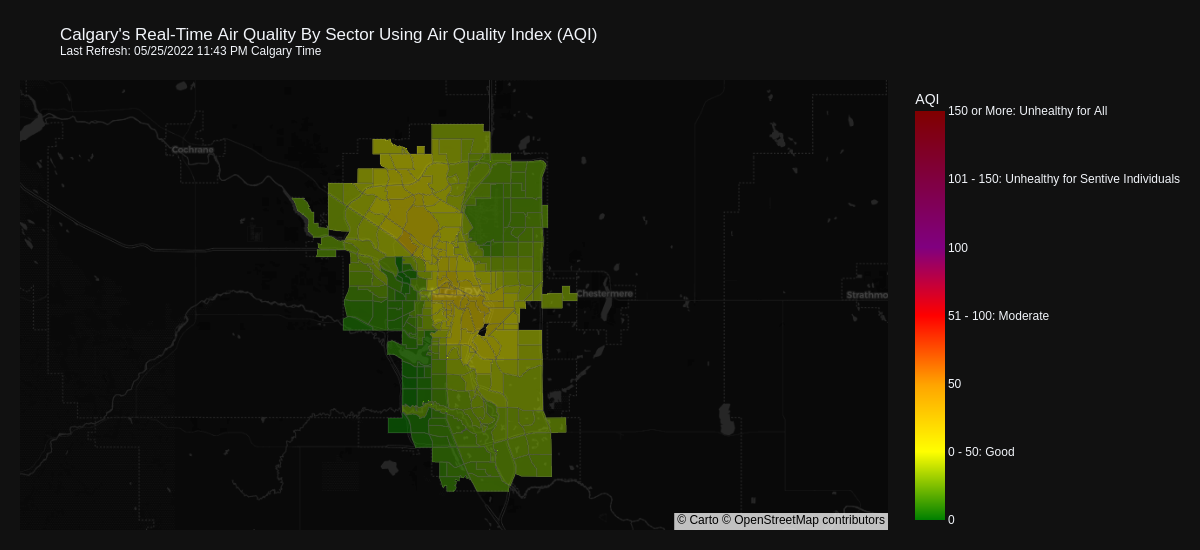 Calgary's Real-Time Air Quality By Sector Using Air Quality Index (AQI)
Last Refresh: 05/25/2022 11:43 PM Calgary Time
AQI
150 or More: Unhealthy for All
Cochrane
101 - 150: Unhealthy for Sentive Individuals
100
Chestermere
Strathmo
51 - 100: Moderate
50
0 - 50: Good
0
© Carto © OpenStreetMap contributors